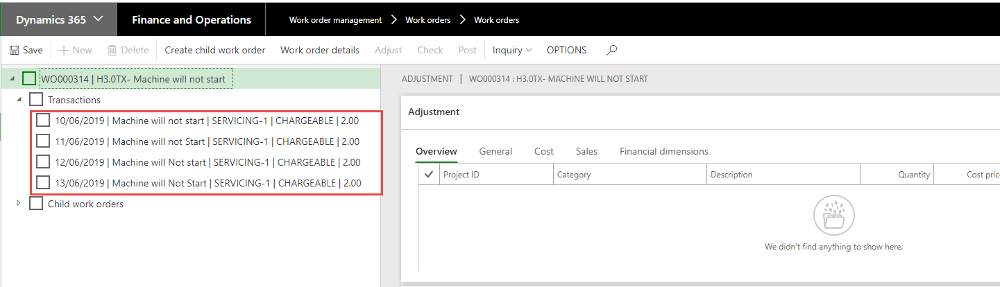 Dynamics 365 Finance and Operations Work order management Work orders Work orders
Save New Delete Create child work order Work order details Adjust Check Post Inquiry OPTIONS
WO000314 | H3.0TX- Machine will not start
Transactions
10/06/2019 | Machine will not start | SERVICING-1 | CHARGEABLE | 2.00
11/06/2019 | Machine will not Start | SERVICING-1 | CHARGEABLE | 2.00
12/06/2019 | Machine will Not start | SERVICING-1 | CHARGEABLE | 2.00
13/06/2019 | Machine will Not Start | SERVICING-1 | CHARGEABLE | 2.00
Child work orders
ADJUSTMENT | WO000314 : H3.0TX- MACHINE WILL NOT START
Adjustment
Overview General Cost Sales Financial dimensions
Project ID Category Description Quantity Cost pric
We didn't find anything to show here.